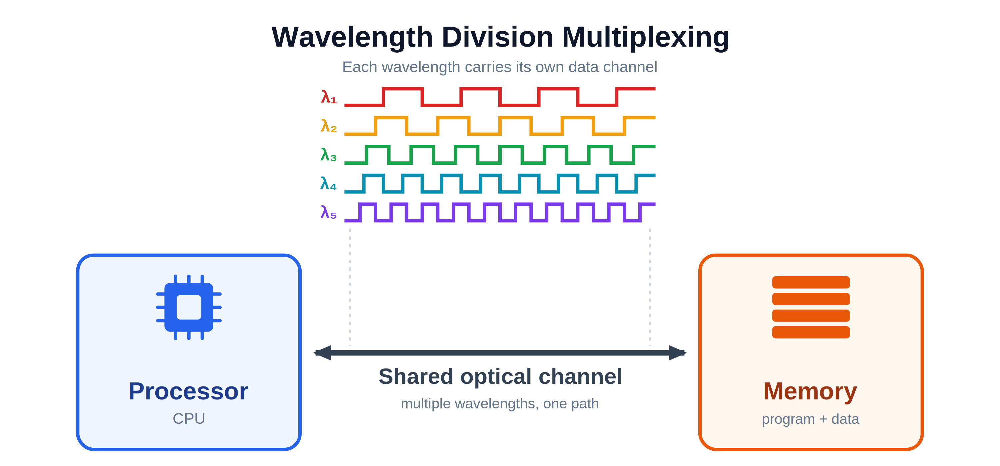 Wavelength Division Multiplexing
Each wavelength carries its own data channel
λ₁
λ₂
λ₃
λ₄
λ₅
Processor
CPU
Shared optical channel
multiple wavelengths, one path
Memory
program + data